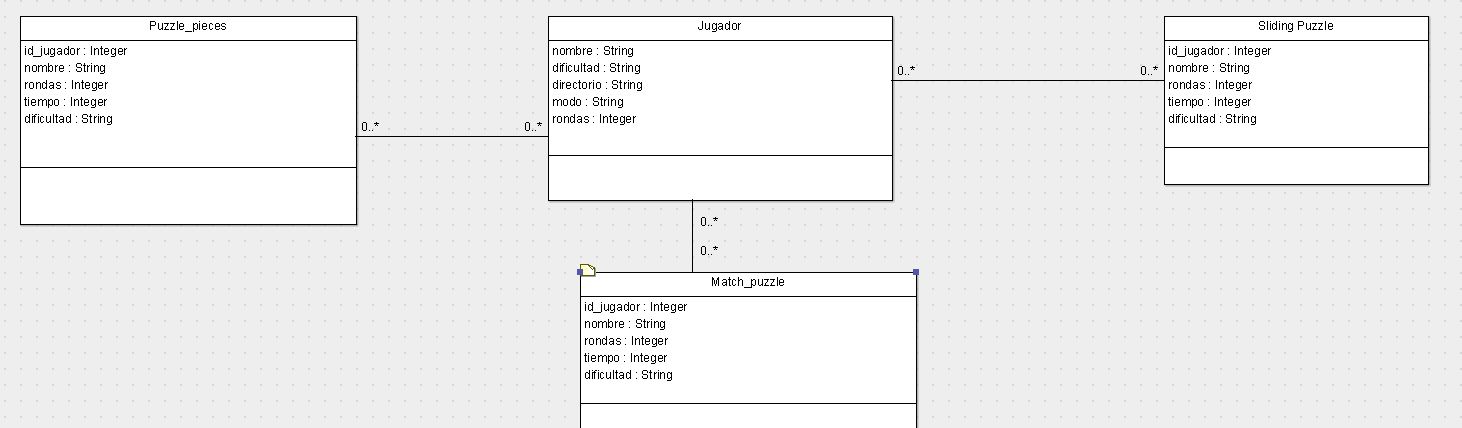 Puzzle_pieces
id_jugador : Integer
nombre : String
rondas : Integer
tiempo : Integer
dificultad : String
0..*
0..*
Jugador
nombre : String
dificultad : String
directorio : String
modo : String
rondas : Integer
0..*
0..*
Sliding Puzzle
id_jugador : Integer
nombre : String
rondas : Integer
tiempo : Integer
dificultad : String
0..*
0..*
Match_puzzle
id_jugador : Integer
nombre : String
rondas : Integer
tiempo : Integer
dificultad : String